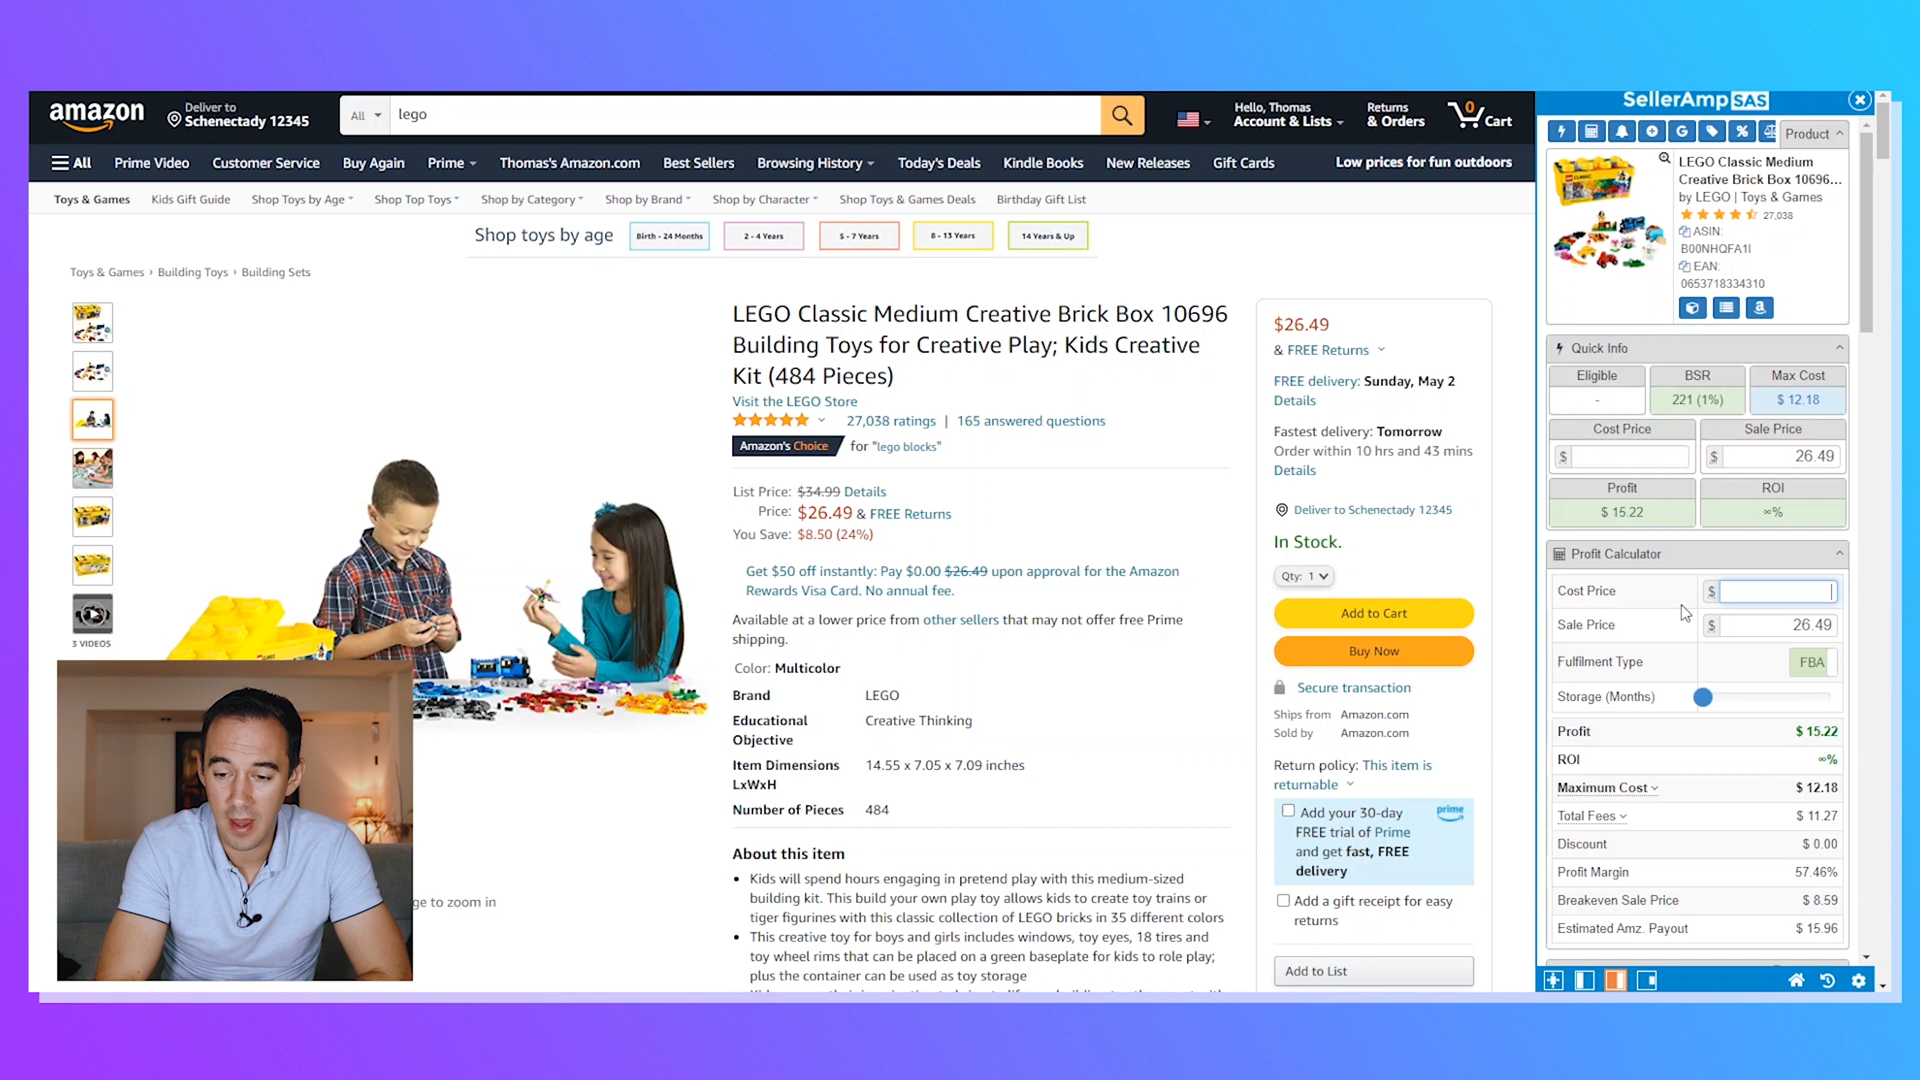 amazon
Deliver to
Schenectady 12345
All
lego
Hello, Thomas
Account & Lists
Returns
& Orders
0
Cart
All
Prime Video
Customer Service
Buy Again
Prime
Thomas's Amazon.com
Best Sellers
Browsing History
Today's Deals
Kindle Books
New Releases
Gift Cards
Low prices for fun outdoors
Toys & Games
Kids Gift Guide
Shop Toys by Age
Shop Top Toys
Shop by Category
Shop by Brand
Shop by Character
Shop Toys & Games Deals
Birthday Gift List
Shop toys by age
Birth - 24 Months
2 - 4 Years
5 - 7 Years
8 - 13 Years
14 Years & Up
Toys & Games › Building Toys › Building Sets
3 VIDEOS
ge to zoom in
LEGO Classic Medium Creative Brick Box 10696
Building Toys for Creative Play; Kids Creative
Kit (484 Pieces)
Visit the LEGO Store
27,038 ratings | 165 answered questions
Amazon's Choice for "lego blocks"
List Price: $34.99 Details
Price: $26.49 & FREE Returns
You Save: $8.50 (24%)
Get $50 off instantly: Pay $0.00 $26.49 upon approval for the Amazon
Rewards Visa Card. No annual fee.
Available at a lower price from other sellers that may not offer free Prime
shipping.
Color: Multicolor
Brand LEGO
Educational Creative Thinking
Objective
Item Dimensions 14.55 x 7.05 x 7.09 inches
LxWxH
Number of Pieces 484
About this item
• Kids will spend hours engaging in pretend play with this medium-sized
building kit. This build your own play toy allows kids to create toy trains or
tiger figurines with this classic collection of LEGO bricks in 35 different colors
• This creative toy for boys and girls includes windows, toy eyes, 18 tires and
toy wheel rims that can be placed on a green baseplate for kids to role play;
plus the container can be used as toy storage
$26.49
& FREE Returns
FREE delivery: Sunday, May 2
Details
Fastest delivery: Tomorrow
Order within 10 hrs and 43 mins
Details
Deliver to Schenectady 12345
In Stock.
Qty: 1
Add to Cart
Buy Now
Secure transaction
Ships from Amazon.com
Sold by Amazon.com
Return policy: This item is
returnable
Add your 30-day
FREE trial of Prime
and get fast, FREE
delivery
prime
Add a gift receipt for easy
returns
Add to List
SellerAmp SAS
Product
LEGO Classic Medium
Creative Brick Box 10696...
by LEGO | Toys & Games
27,038
ASIN:
B00NHQFA1I
EAN:
0653718334310
Quick Info
Eligible BSR Max Cost
- 221 (1%) $ 12.18
Cost Price Sale Price
$ $ 26.49
Profit ROI
$ 15.22 ∞%
Profit Calculator
Cost Price $
Sale Price $ 26.49
Fulfilment Type FBA
Storage (Months)
Profit $ 15.22
ROI ∞%
Maximum Cost $ 12.18
Total Fees $ 11.27
Discount $ 0.00
Profit Margin 57.46%
Breakeven Sale Price $ 8.59
Estimated Amz. Payout $ 15.96